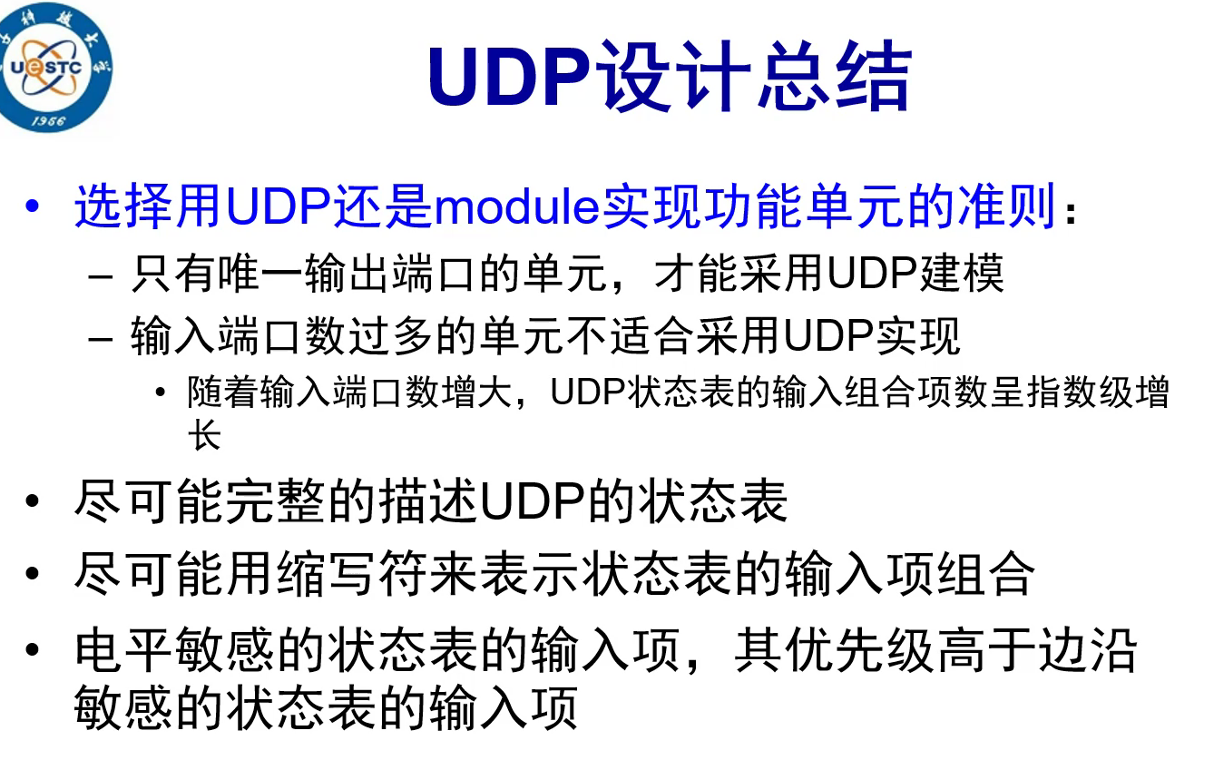 子科技大学
UeSTC
1956
UDP设计总结
• 选择用UDP还是module实现功能单元的准则：
– 只有唯一输出端口的单元，才能采用UDP建模
– 输入端口数过多的单元不适合采用UDP实现
• 随着输入端口数增大，UDP状态表的输入组合项数呈指数级增
长
• 尽可能完整的描述UDP的状态表
• 尽可能用缩写符来表示状态表的输入项组合
• 电平敏感的状态表的输入项，其优先级高于边沿
敏感的状态表的输入项